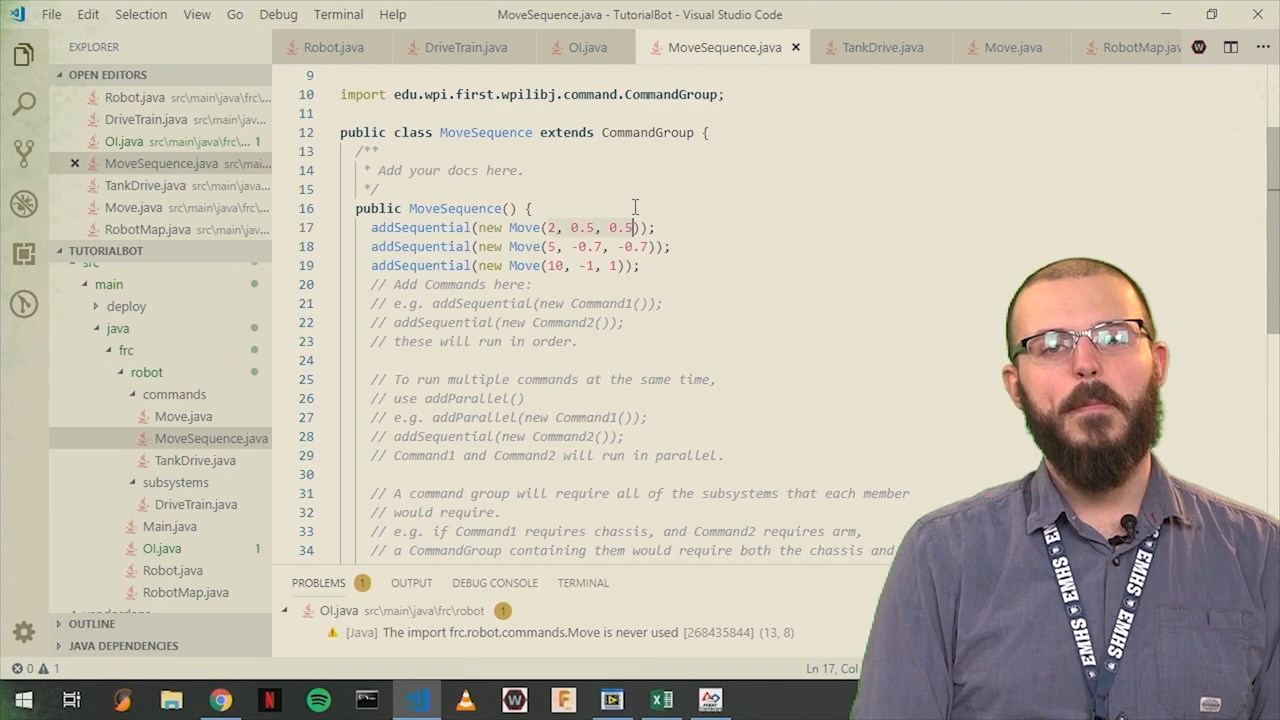 File Edit Selection View Go Debug Terminal Help MoveSequence.java - TutorialBot - Visual Studio Code
EXPLORER
OPEN EDITORS
Robot.java src\main\java\frc\...
DriveTrain.java src\main\java\...
OI.java src\main\java\frc\... 1
MoveSequence.java src\mai...
TankDrive.java src\main\java\...
Move.java src\main\java\frc\...
RobotMap.java src\main\java\...
TUTORIALBOT
src
main
deploy
java
frc
robot
commands
Move.java
MoveSequence.java
TankDrive.java
subsystems
DriveTrain.java
Main.java
OI.java 1
Robot.java
RobotMap.java
OUTLINE
JAVA DEPENDENCIES
0 1
Robot.java DriveTrain.java OI.java MoveSequence.java TankDrive.java Move.java RobotMap.jav
9
10 import edu.wpi.first.wpilibj.command.CommandGroup;
11
12 public class MoveSequence extends CommandGroup {
13 /**
14 * Add your docs here.
15 */
16 public MoveSequence() {
17 addSequential(new Move(2, 0.5, 0.5));
18 addSequential(new Move(5, -0.7, -0.7));
19 addSequential(new Move(10, -1, 1));
20 // Add Commands here:
21 // e.g. addSequential(new Command1());
22 // addSequential(new Command2());
23 // these will run in order.
24
25 // To run multiple commands at the same time,
26 // use addParallel()
27 // e.g. addParallel(new Command1());
28 // addSequential(new Command2());
29 // Command1 and Command2 will run in parallel.
30
31 // A command group will require all of the subsystems that each member
32 // would require.
33 // e.g. if Command1 requires chassis, and Command2 requires arm,
34 // a CommandGroup containing them would require both the chassis and
PROBLEMS 1 OUTPUT DEBUG CONSOLE TERMINAL
OI.java src\main\java\frc\robot 1
[Java] The import frc.robot.commands.Move is never used [268435844] (13, 8)
Ln 17, Col
EMHS
EMHS
EMHS
EMHS
EMHS